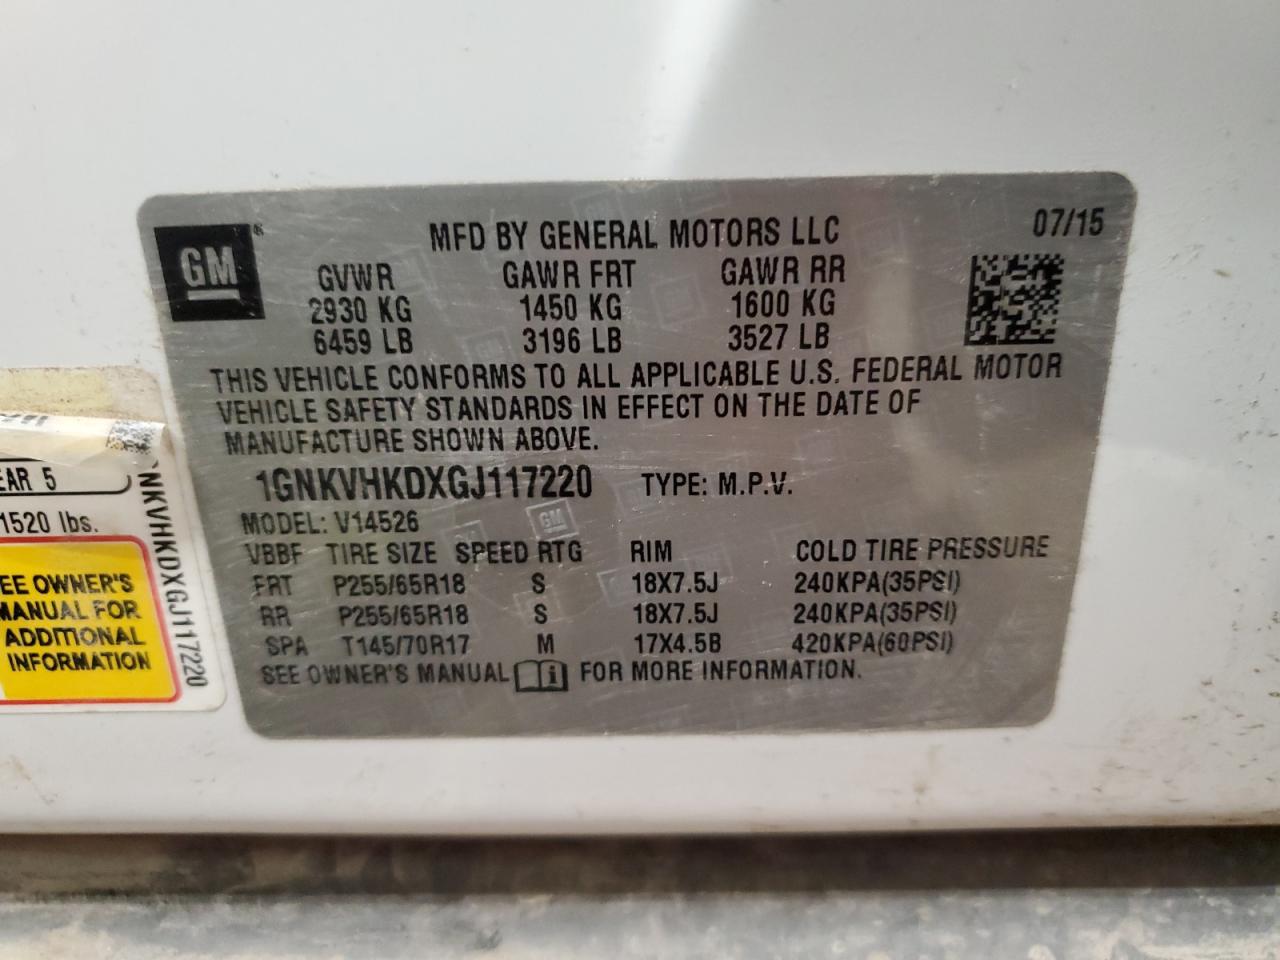 GM®
MFD BY GENERAL MOTORS LLC 07/15
GVWR GAWR FRT GAWR RR
2930 KG 1450 KG 1600 KG
6459 LB 3196 LB 3527 LB
THIS VEHICLE CONFORMS TO ALL APPLICABLE U.S. FEDERAL MOTOR
VEHICLE SAFETY STANDARDS IN EFFECT ON THE DATE OF
MANUFACTURE SHOWN ABOVE.
1GNKVHKDXGJ117220 TYPE: M.P.V.
MODEL: V14526
GM
VBBF TIRE SIZE SPEED RTG RIM COLD TIRE PRESSURE
FRT P255/65R18 S 18X7.5J 240KPA(35PSI)
RR P255/65R18 S 18X7.5J 240KPA(35PSI)
SPA T145/70R17 M 17X4.5B 420KPA(60PSI)
SEE OWNER'S MANUAL i FOR MORE INFORMATION.
EAR 5
1520 lbs.
EE OWNER'S
MANUAL FOR
ADDITIONAL
INFORMATION
NKVHKDXGJ117220